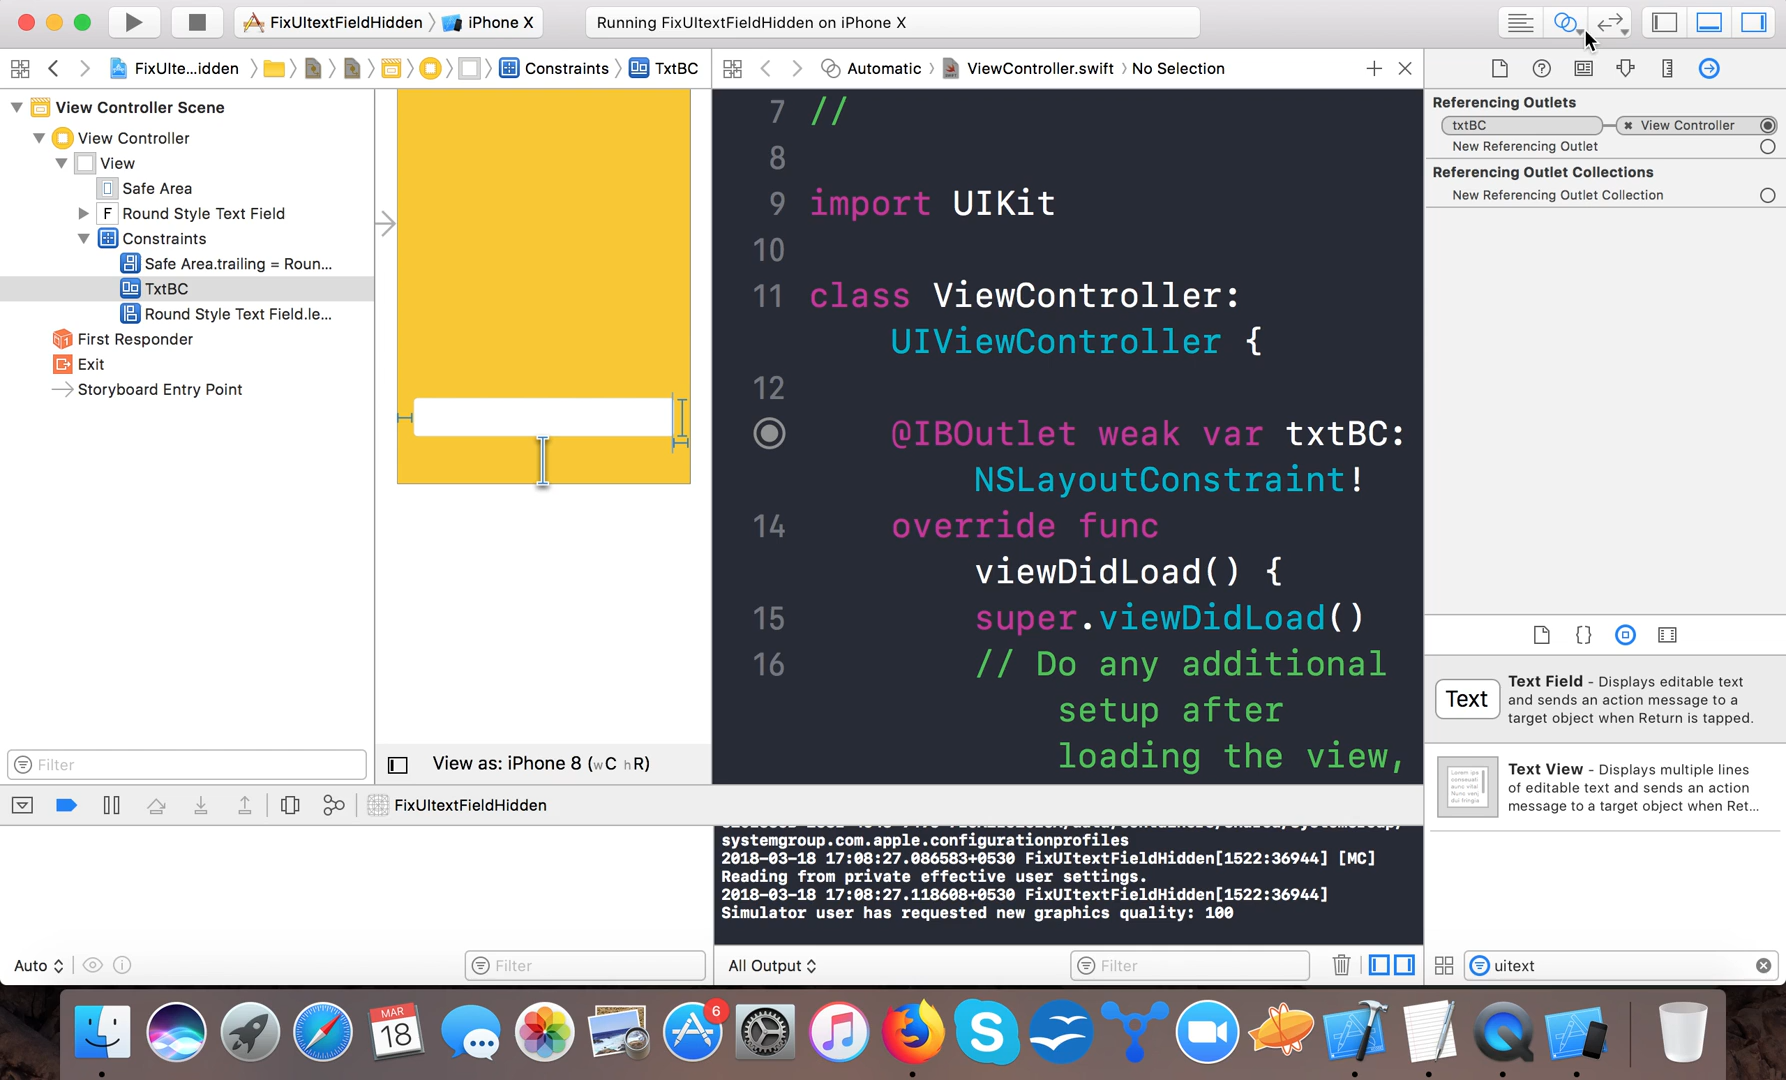 FixUItextFieldHidden
iPhone X
Running FixUItextFieldHidden on iPhone X
FixUIte...idden
Constraints
TxtBC
Automatic
ViewController.swift
No Selection
View Controller Scene
View Controller
View
Safe Area
F Round Style Text Field
Constraints
Safe Area.trailing = Roun...
TxtBC
Round Style Text Field.le...
First Responder
Exit
Storyboard Entry Point
Filter
View as: iPhone 8 (wC hR)
7 //
8
9 import UIKit
10
11 class ViewController:
UIViewController {
12
@IBOutlet weak var txtBC:
NSLayoutConstraint!
14 override func
viewDidLoad() {
15 super.viewDidLoad()
16 // Do any additional
setup after
loading the view,
Referencing Outlets
txtBC
View Controller
New Referencing Outlet
Referencing Outlet Collections
New Referencing Outlet Collection
{}
Text
Text Field - Displays editable text
and sends an action message to a
target object when Return is tapped.
Text View - Displays multiple lines
of editable text and sends an action
message to a target object when Ret...
FixUItextFieldHidden
systemgroup.com.apple.configurationprofiles
2018-03-18 17:08:27.086583+0530 FixUItextFieldHidden[1522:36944] [MC]
Reading from private effective user settings.
2018-03-18 17:08:27.118608+0530 FixUItextFieldHidden[1522:36944]
Simulator user has requested new graphics quality: 100
Auto
Filter
All Output
Filter
uitext
MAR
18
6